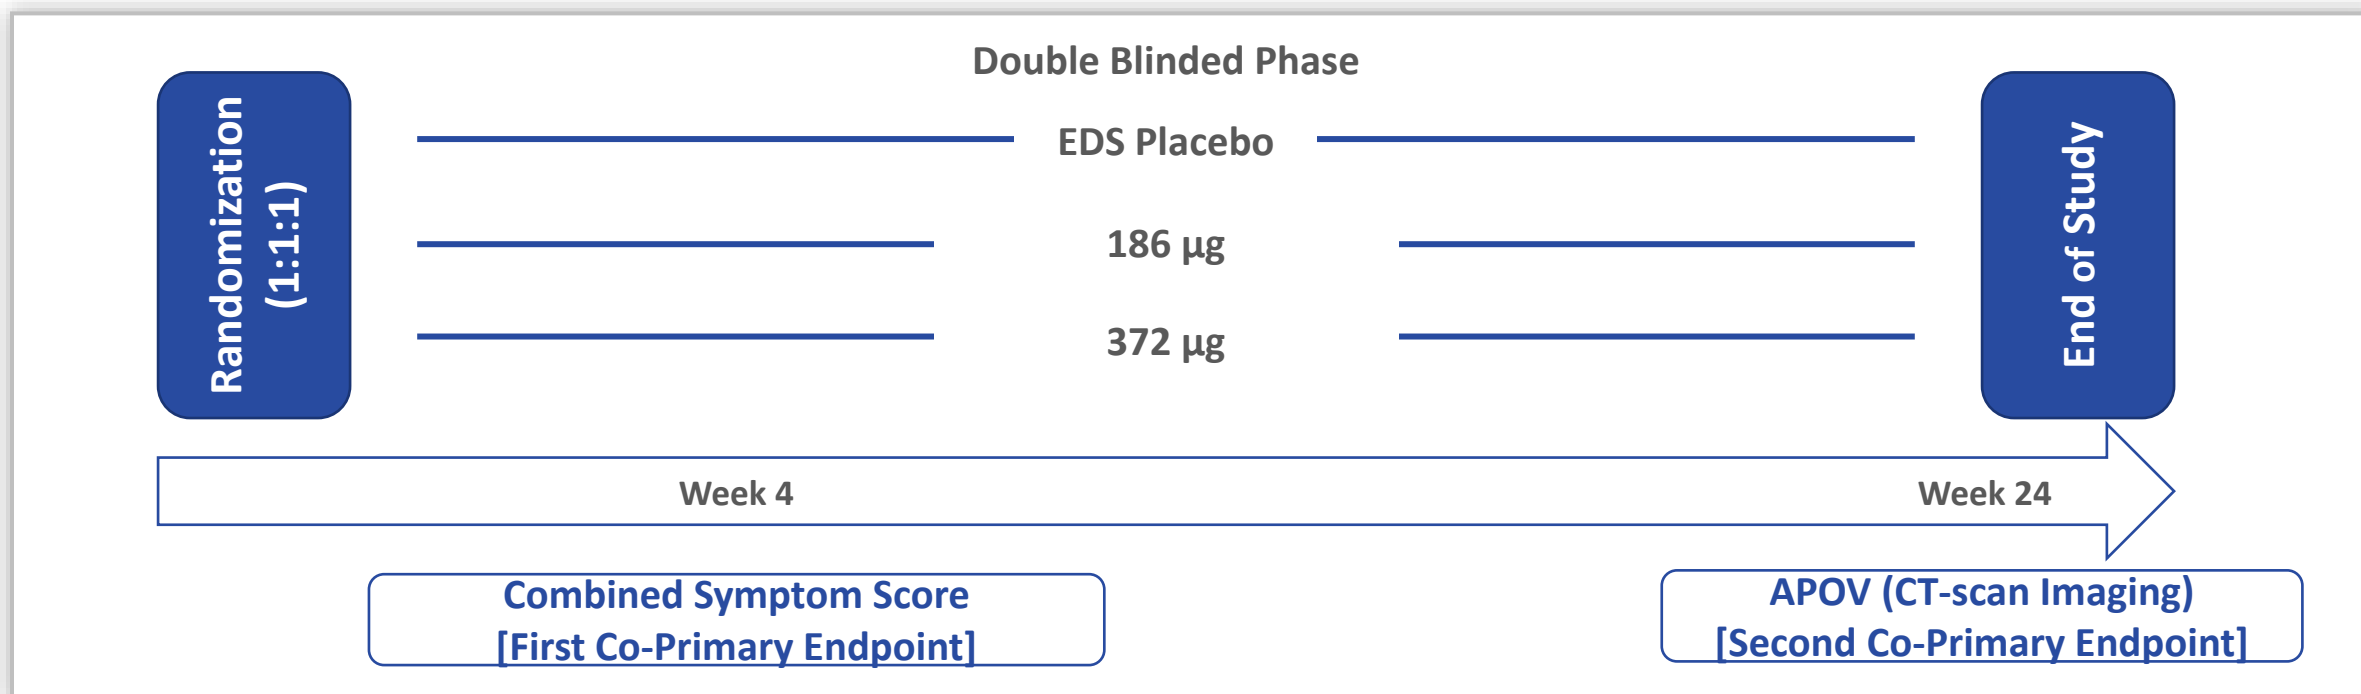 Double Blinded Phase
Randomization
(1:1:1)
EDS Placebo
186 µg
372 µg
End of Study
Week 4
Week 24
Combined Symptom Score
[First Co-Primary Endpoint]
APOV (CT-scan Imaging)
[Second Co-Primary Endpoint]